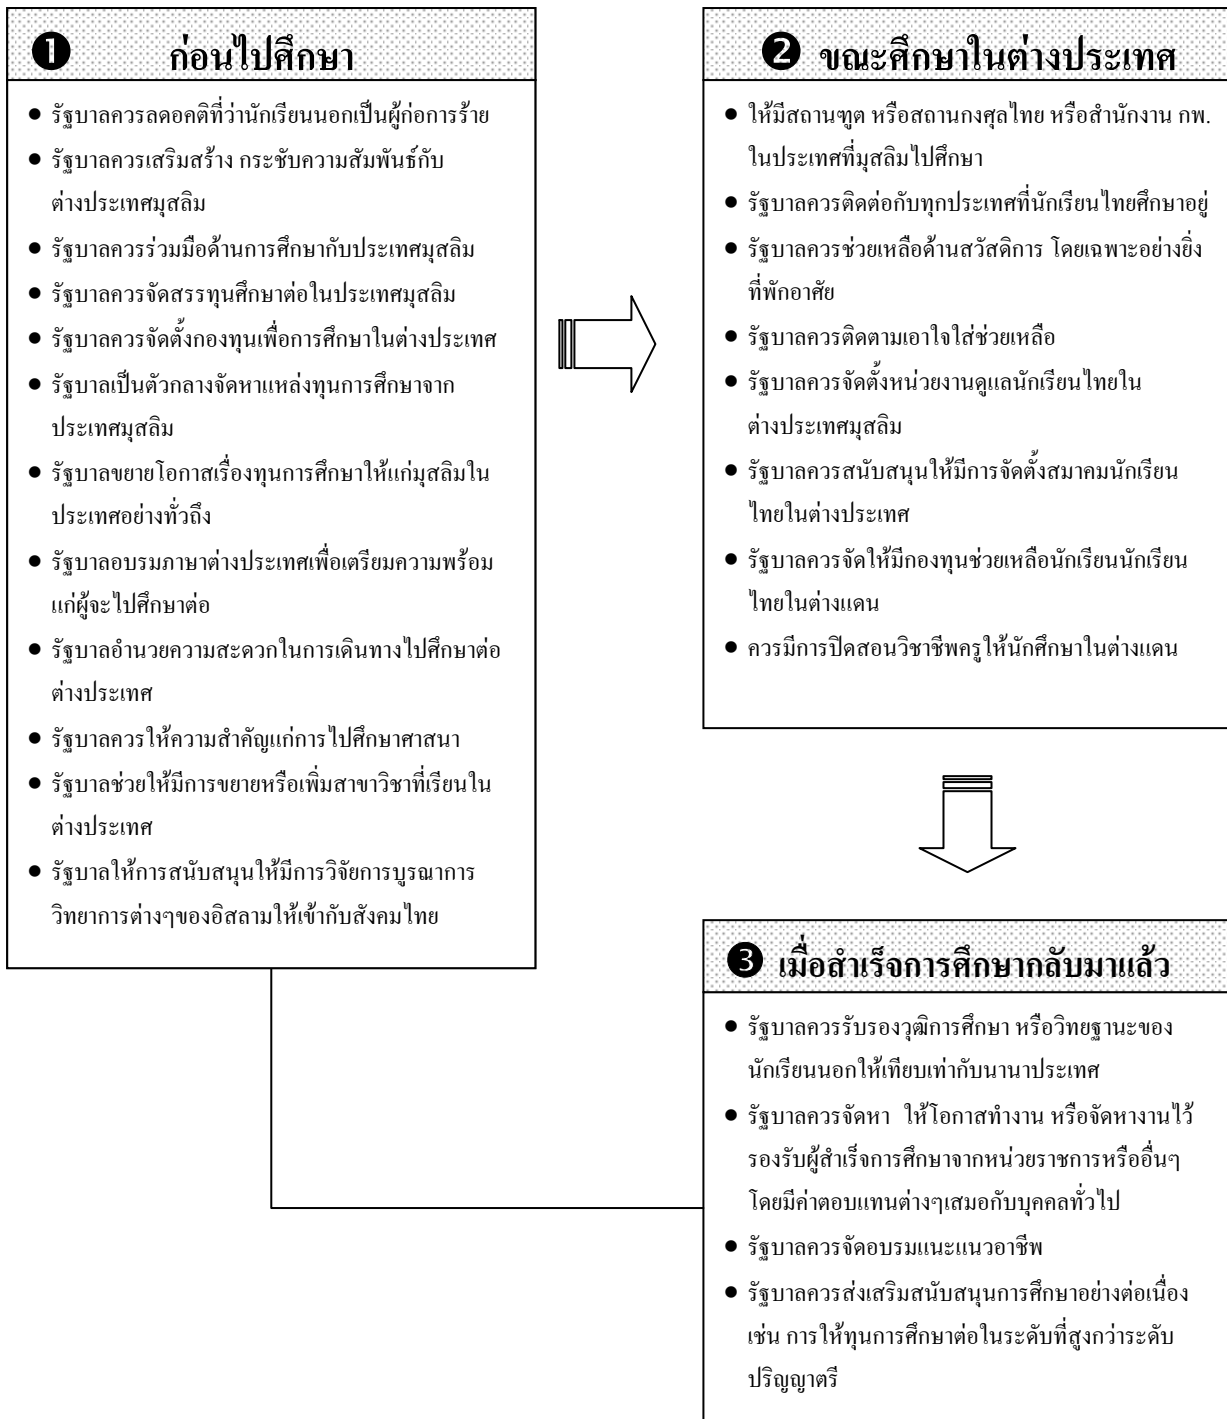 ❶ ก่อนไปศึกษา
● รัฐบาลควรลดอคติที่ว่านักเรียนนอกเป็นผู้ก่อการร้าย
● รัฐบาลควรเสริมสร้าง กระชับความสัมพันธ์กับ
ต่างประเทศมุสลิม
● รัฐบาลควรร่วมมือด้านการศึกษากับประเทศมุสลิม
● รัฐบาลควรจัดสรรทุนศึกษาต่อในประเทศมุสลิม
● รัฐบาลควรจัดตั้งกองทุนเพื่อการศึกษาในต่างประเทศ
● รัฐบาลเป็นตัวกลางจัดหาแหล่งทุนการศึกษาจาก
ประเทศมุสลิม
● รัฐบาลขยายโอกาสเรื่องทุนการศึกษาให้แก่มุสลิมใน
ประเทศอย่างทั่วถึง
● รัฐบาลอบรมภาษาต่างประเทศเพื่อเตรียมความพร้อม
แก่ผู้จะไปศึกษาต่อ
● รัฐบาลอำนวยความสะดวกในการเดินทางไปศึกษาต่อ
ต่างประเทศ
● รัฐบาลควรให้ความสำคัญแก่การไปศึกษาศาสนา
● รัฐบาลช่วยให้มีการขยายหรือเพิ่มสาขาวิชาที่เรียนใน
ต่างประเทศ
● รัฐบาลให้การสนับสนุนให้มีการวิจัยการบูรณาการ
วิทยาการต่างๆของอิสลามให้เข้ากับสังคมไทย
❷ ขณะศึกษาในต่างประเทศ
● ให้มีสถานฑูต หรือสถานกงศุลไทย หรือสำนักงาน กพ.
ในประเทศที่มุสลิมไปศึกษา
● รัฐบาลควรติดต่อกับทุกประเทศที่นักเรียนไทยศึกษาอยู่
● รัฐบาลควรช่วยเหลือด้านสวัสดิการ โดยเฉพาะอย่างยิ่ง
ที่พักอาศัย
● รัฐบาลควรติดตามเอาใจใส่ช่วยเหลือ
● รัฐบาลควรจัดตั้งหน่วยงานดูแลนักเรียนไทยใน
ต่างประเทศมุสลิม
● รัฐบาลควรสนับสนุนให้มีการจัดตั้งสมาคมนักเรียน
ไทยในต่างประเทศ
● รัฐบาลควรจัดให้มีกองทุนช่วยเหลือนักเรียนนักเรียน
ไทยในต่างแดน
● ควรมีการปิดสอนวิชาชีพครูให้นักศึกษาในต่างแดน
❸ เมื่อสำเร็จการศึกษากลับมาแล้ว
● รัฐบาลควรรับรองวุฒิการศึกษา หรือวิทยฐานะของ
นักเรียนนอกให้เทียบเท่ากับนานาประเทศ
● รัฐบาลควรจัดหา ให้โอกาสทำงาน หรือจัดหางานไว้
รองรับผู้สำเร็จการศึกษาจากหน่วยราชการหรืออื่นๆ
โดยมีค่าตอบแทนต่างๆเสมอกับบุคคลทั่วไป
● รัฐบาลควรจัดอบรมแนะแนวอาชีพ
● รัฐบาลควรส่งเสริมสนับสนุนการศึกษาอย่างต่อเนื่อง
เช่น การให้ทุนการศึกษาต่อในระดับที่สูงกว่าระดับ
ปริญญาตรี